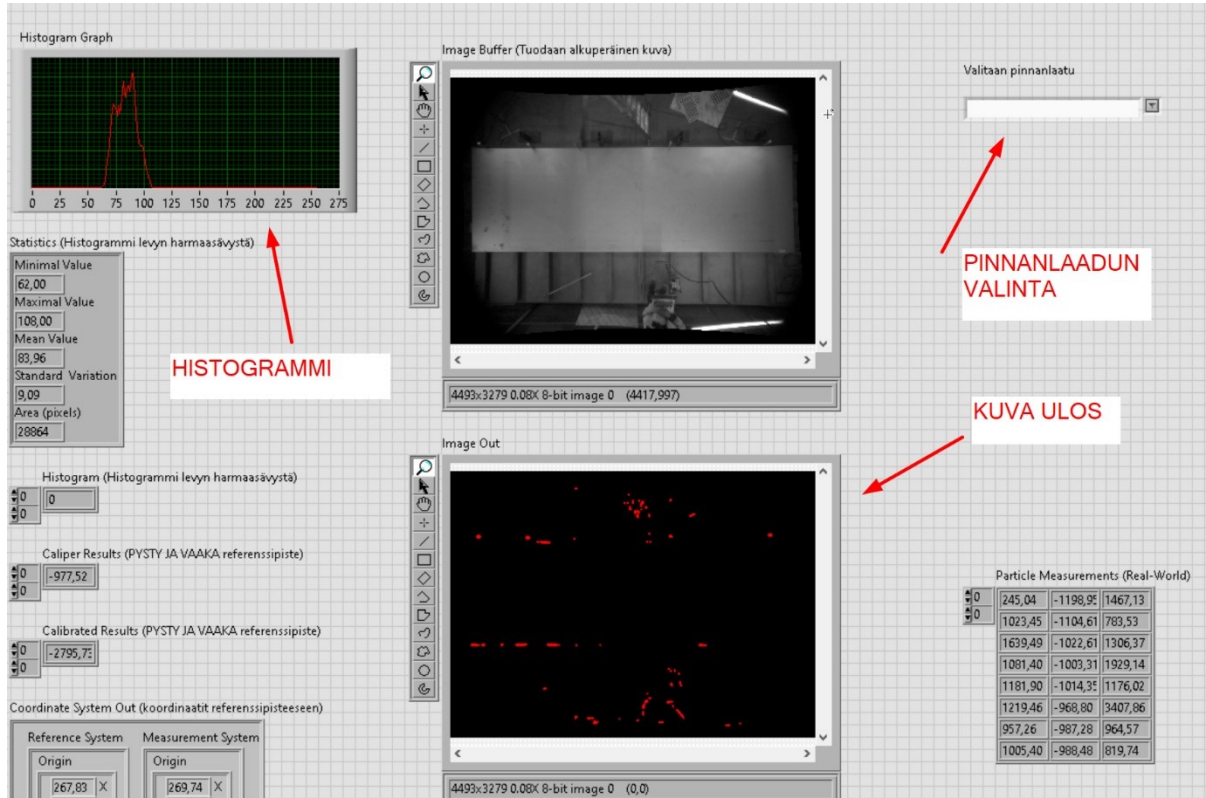 Histogram Graph
0 25 50 75 100 125 150 175 200 225 250 275
Statistics (Histogrammi levyn harmaasävystä)
Minimal Value
62,00
Maximal Value
108,00
Mean Value
83,96
Standard Variation
9,09
Area (pixels)
28864
HISTOGRAMMI
Histogram (Histogrammi levyn harmaasävystä)
0 0
0
Caliper Results (PYSTY JA VAAKA referenssipiste)
0 -977,52
0
Calibrated Results (PYSTY JA VAAKA referenssipiste)
0
0
Coordinate System Out (koordinaatit referenssipisteeseen)
Reference System Measurement System
Origin Origin
267,83 X 269,74 X
Image Buffer (Tuodaan alkuperäinen kuva)
4493x3279 0.08X 8-bit image 0 (4417,997)
Image Out
4493x3279 0.08X 8-bit image 0 (0,0)
Valitaan pinnanlaatu
PINNANLAADUN
VALINTA
KUVA ULOS
Particle Measurements (Real-World)
0 245,04 1467,13
0 1023,45 -1104,61 783,53
1639,49 -1022,61 1306,37
1081,40 -1003,31 1929,14
1181,90 1176,02
1219,46 -968,80 3407,86
957,26 -987,28 964,57
1005,40 -988,48 819,74